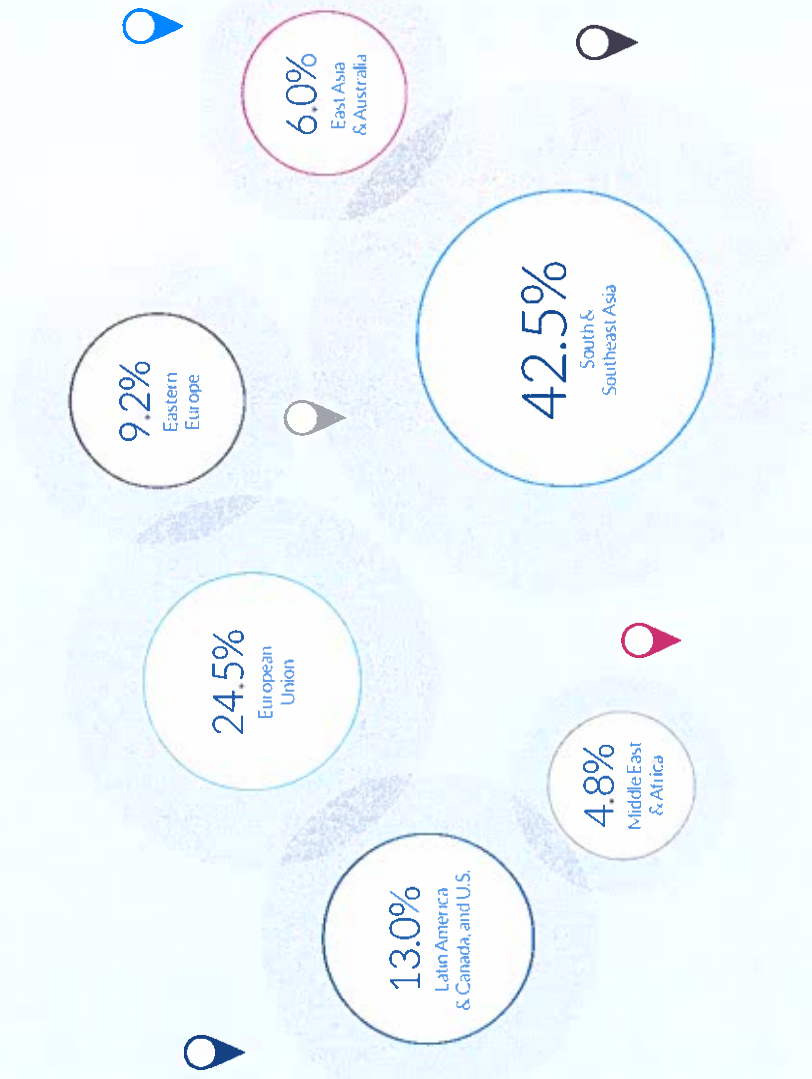 13.0%
Latin America
& Canada, and U.S.
24.5%
European
Union
9.2%
Eastern
Europe
6.0%
East Asia
& Australia
4.8%
Middle East
& Africa
42.5%
South &
Southeast Asia